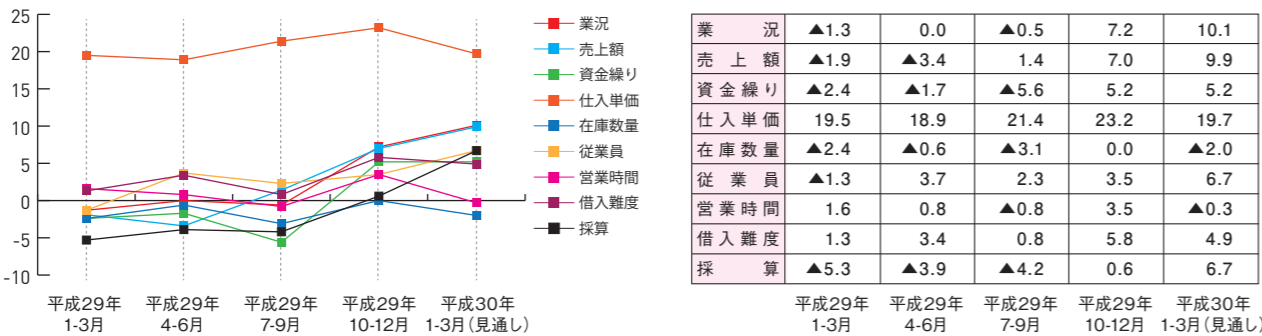 25
20
15
10
5
0
-5
-10
平成29年
1-3月
平成29年
4-6月
平成29年
7-9月
平成29年
10-12月
平成30年
1-3月(見通し)
業況
売上額
資金繰り
仕入単価
在庫数量
従業員
営業時間
借入難度
採算
業況 ▲1.3 0.0 ▲0.5 7.2 10.1
売上額 ▲1.9 ▲3.4 1.4 7.0 9.9
資金繰り ▲2.4 ▲1.7 ▲5.6 5.2 5.2
仕入単価 19.5 18.9 21.4 23.2 19.7
在庫数量 ▲2.4 ▲0.6 ▲3.1 0.0 ▲2.0
従業員 ▲1.3 3.7 2.3 3.5 6.7
営業時間 1.6 0.8 ▲0.8 3.5 ▲0.3
借入難度 1.3 3.4 0.8 5.8 4.9
採算 ▲5.3 ▲3.9 ▲4.2 0.6 6.7
平成29年
1-3月
平成29年
4-6月
平成29年
7-9月
平成29年
10-12月
平成30年
1-3月(見通し)